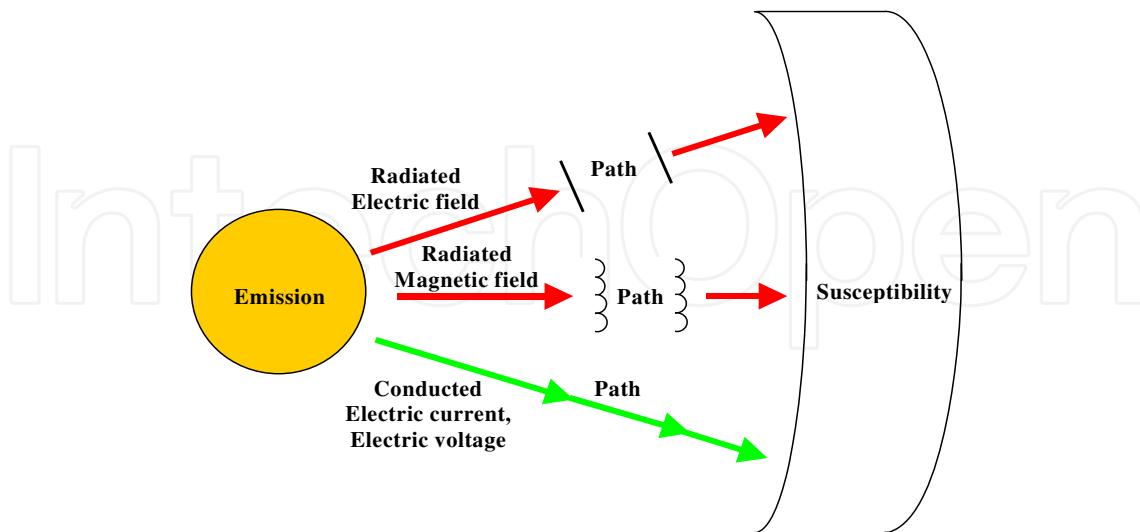 IntechOpen
Radiated
Electric field
Path
Radiated
Magnetic field
Emission
Path
Susceptibility
Conducted
Electric current,
Electric voltage
Path